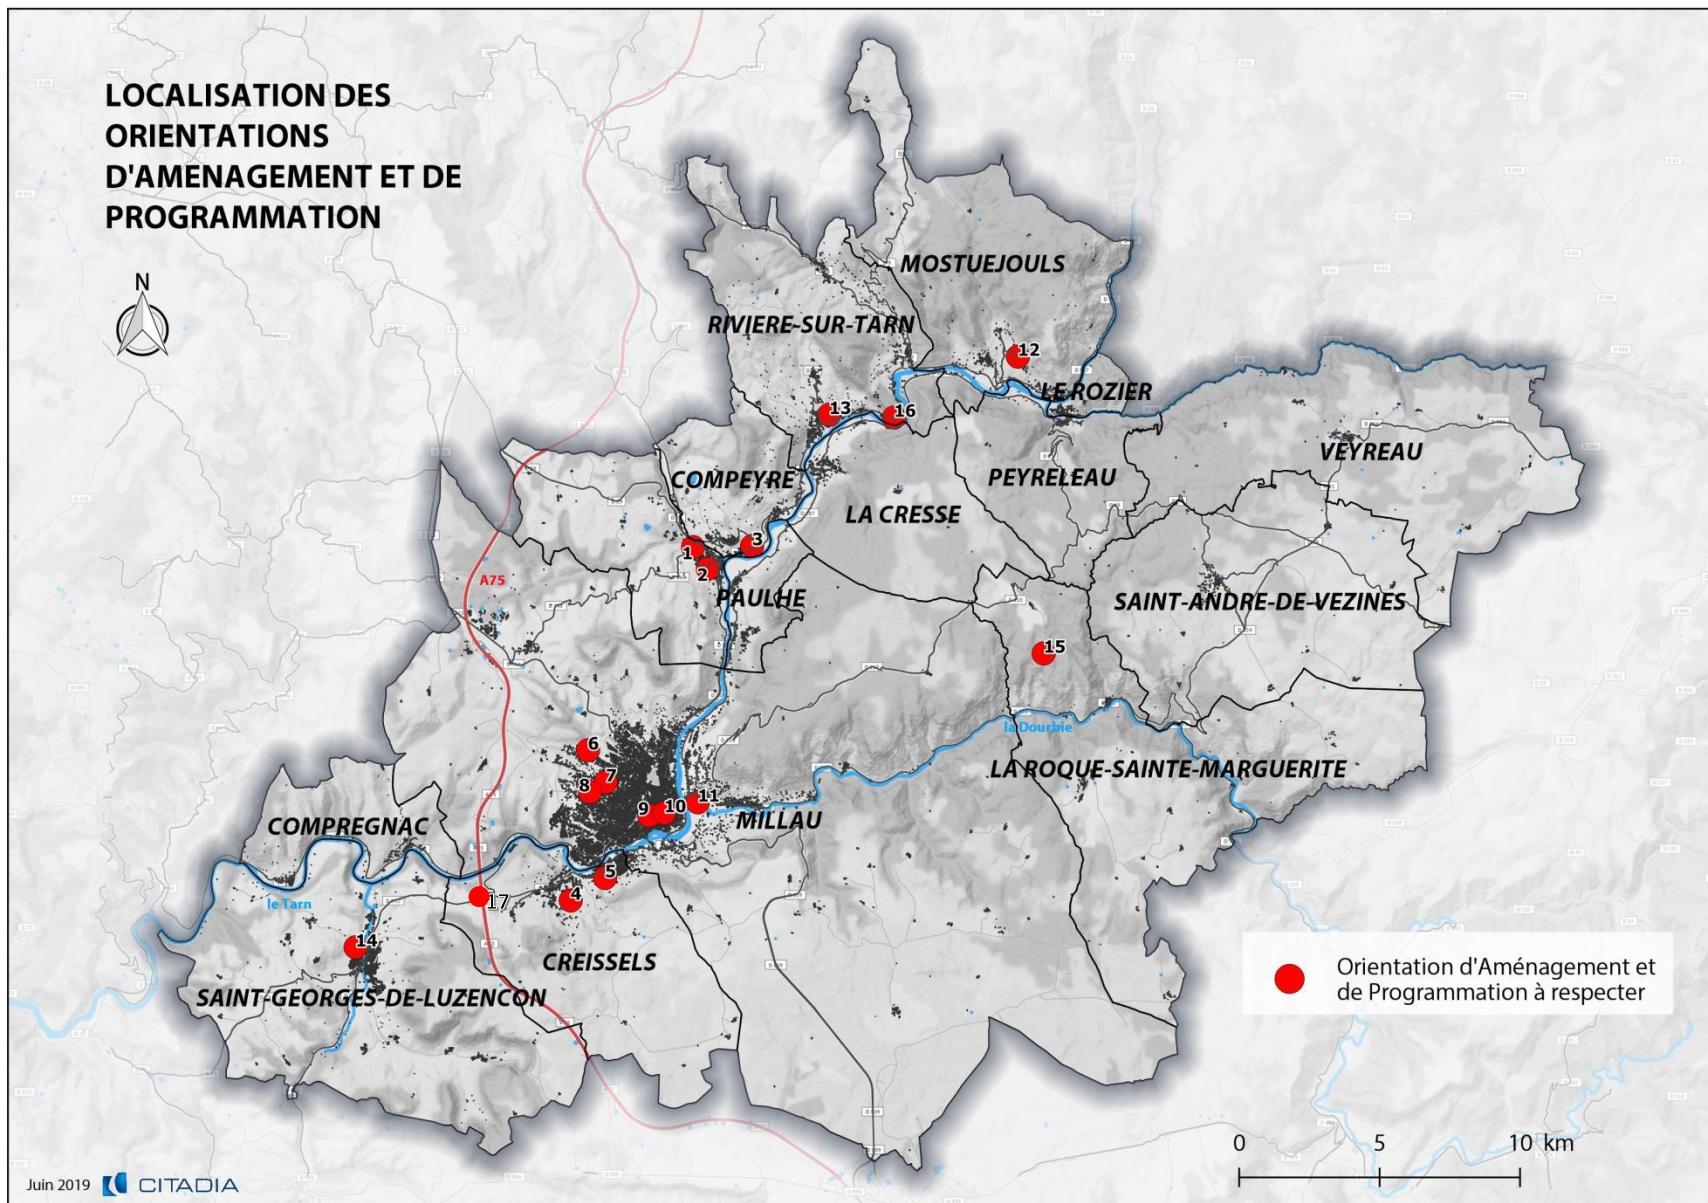 LOCALISATION DES
ORIENTATIONS
D'AMENAGEMENT ET DE
PROGRAMMATION
N
MOSTUEJOULS
RIVIERE-SUR-TARN
12
LE ROZIER
13
16
VEYREAU
COMPEYRE
PEYRELEAU
LA CRESSE
3
1
2
A75
PAULHE
SAINT-ANDRE-DE-VEZINES
15
la Dourbie
6
LA ROQUE-SAINTE-MARGUERITE
7
8
11
9
10
MILLAU
COMPREGNAC
5
4
17
le Tarn
14
CREISSELS
SAINT-GEORGES-DE-LUZENCON
Orientation d'Aménagement et
de Programmation à respecter
0 5 10 km
Juin 2019 CITADIA